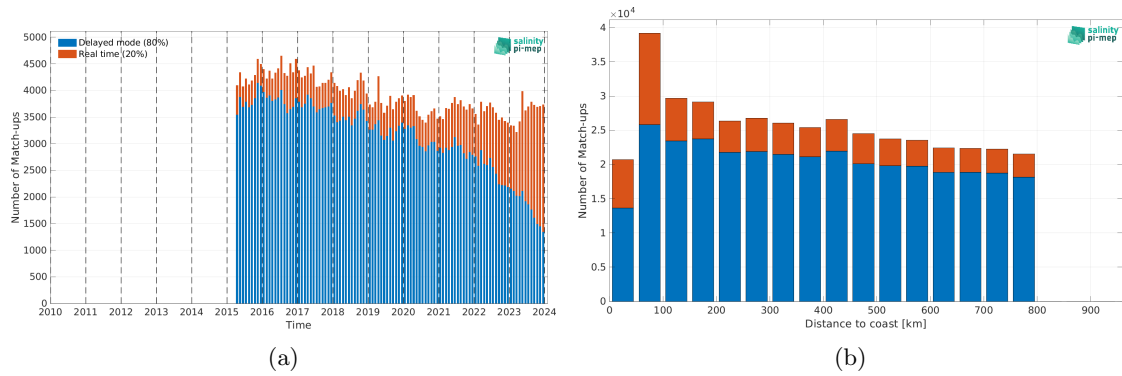 Delayed mode (80%)
Real time (20%)
salinity
pi-mep
5000
4500
4000
3500
3000
2500
2000
1500
1000
500
0
Number of Match-ups
2010 2011 2012 2013 2014 2015 2016 2017 2018 2019 2020 2021 2022 2023 2024
Time
(a)
×10⁴
salinity
pi-mep
4
3.5
3
2.5
2
1.5
1
0.5
0
Number of Match-ups
0 100 200 300 400 500 600 700 800 900
Distance to coast [km]
(b)